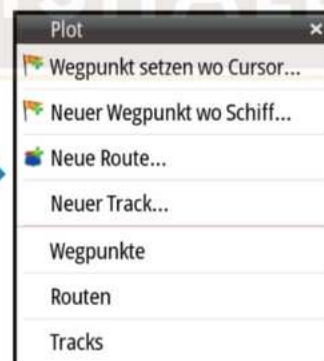 Plot
Wegpunkt setzen wo Cursor...
Neuer Wegpunkt wo Schiff...
Neue Route...
Neuer Track...
Wegpunkte
Routen
Tracks